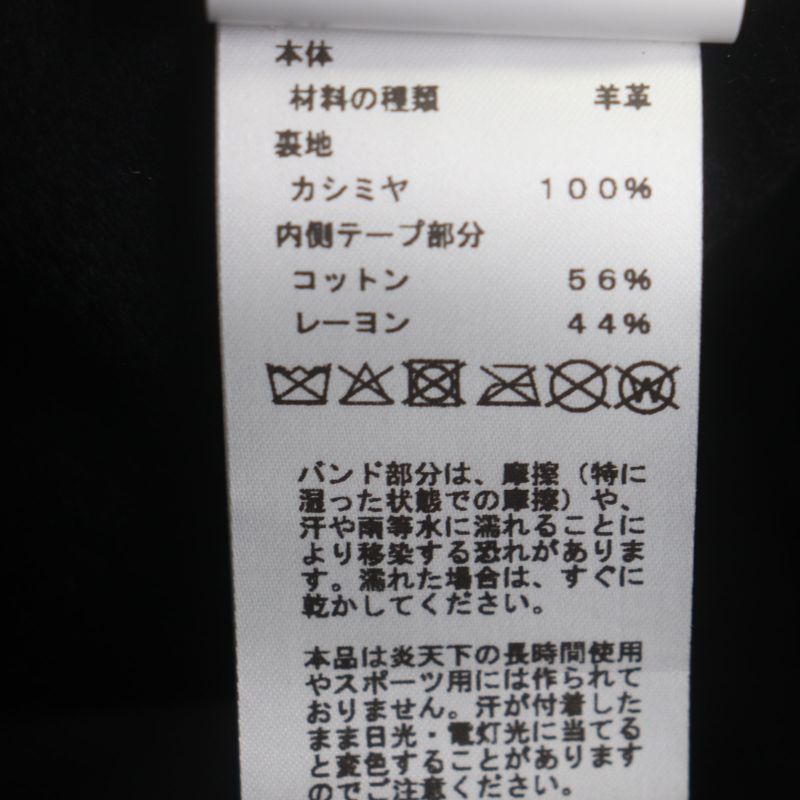 本体
材料の種類 羊革
裏地
カシミヤ 100%
内側テープ部分
コットン 56%
レーヨン 44%
W
バンド部分は、摩擦（特に
湿った状態での摩擦）や、
汗や雨等水に濡れることに
より移染する恐れがありま
す。濡れた場合は、すぐに
乾かしてください。
本品は炎天下の長時間使用
やスポーツ用には作られて
おりません。汗が付着した
まま日光・電灯光に当てる
と変色することがあります
のでご注意ください。